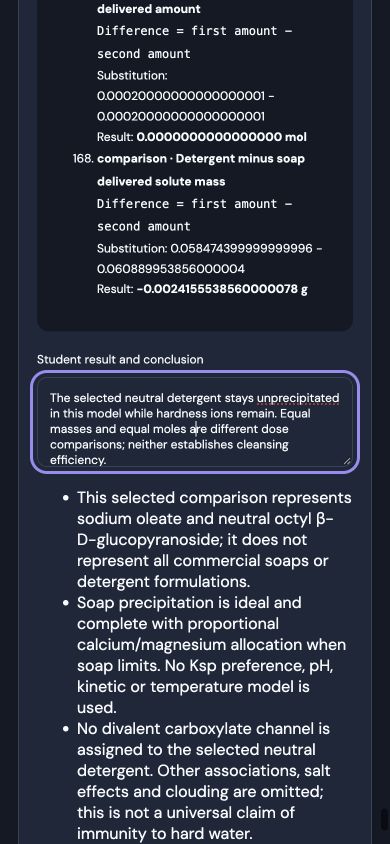 delivered amount
Difference = first amount −
second amount
Substitution:
0.00020000000000000001 −
0.00020000000000000001
Result: 0.0000000000000000 mol
168. comparison · Detergent minus soap
delivered solute mass
Difference = first amount −
second amount
Substitution: 0.058474399999999996 −
0.060889953856000004
Result: −0.0024155538560000078 g
Student result and conclusion
The selected neutral detergent stays unprecipitated
in this model while hardness ions remain. Equal
masses and equal moles are different dose
comparisons; neither establishes cleansing
efficiency.
• This selected comparison represents
sodium oleate and neutral octyl β-
D-glucopyranoside; it does not
represent all commercial soaps or
detergent formulations.
• Soap precipitation is ideal and
complete with proportional
calcium/magnesium allocation when
soap limits. No Ksp preference, pH,
kinetic or temperature model is
used.
• No divalent carboxylate channel is
assigned to the selected neutral
detergent. Other associations, salt
effects and clouding are omitted;
this is not a universal claim of
immunity to hard water.